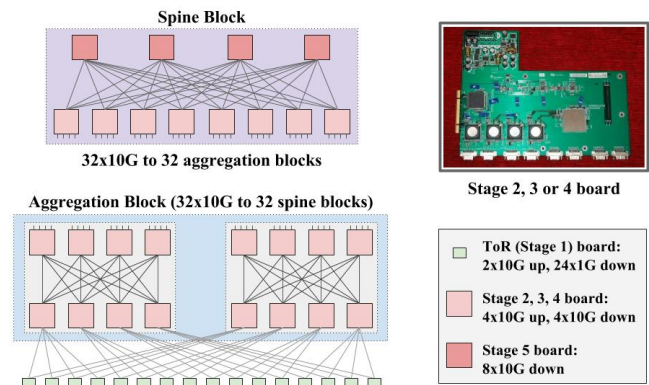 Spine Block
32x10G to 32 aggregation blocks
Stage 2, 3 or 4 board
Aggregation Block (32x10G to 32 spine blocks)
ToR (Stage 1) board:
2x10G up, 24x1G down
Stage 2, 3, 4 board:
4x10G up, 4x10G down
Stage 5 board:
8x10G down